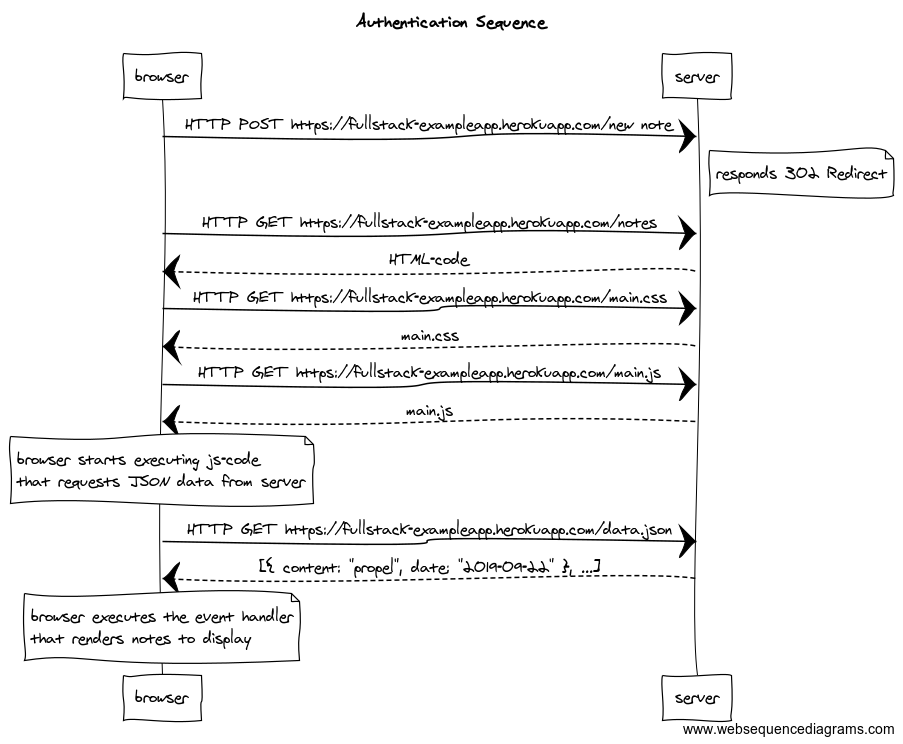 Authentication Sequence
browser
server
HTTP POST https://fullstack-exampleapp.herokuapp.com/new note
responds 302 Redirect
HTTP GET https://fullstack-exampleapp.herokuapp.com/notes
HTML-code
HTTP GET https://fullstack-exampleapp.herokuapp.com/main.css
main.css
HTTP GET https://fullstack-exampleapp.herokuapp.com/main.js
main.js
browser starts executing js-code
that requests JSON data from server
HTTP GET https://fullstack-exampleapp.herokuapp.com/data.json
[{ content: "propel", date: "2019-09-22" }, ...]
browser executes the event handler
that renders notes to display
browser
server
www.websequencediagrams.com